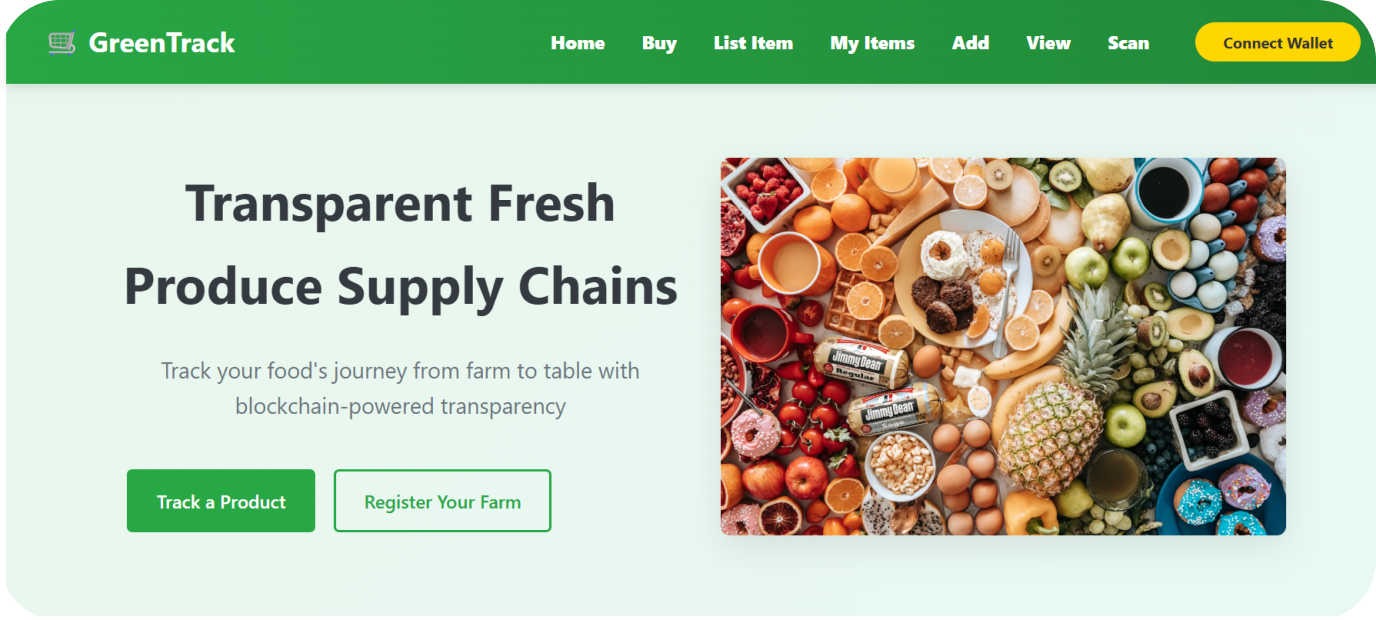 GreenTrack
Home
Buy
List Item
My Items
Add
View
Scan
Connect Wallet
Transparent Fresh
Produce Supply Chains
Track your food's journey from farm to table with
blockchain-powered transparency
Track a Product
Register Your Farm
Jimmy Dean
Regular
Jimmy Dean
Sage